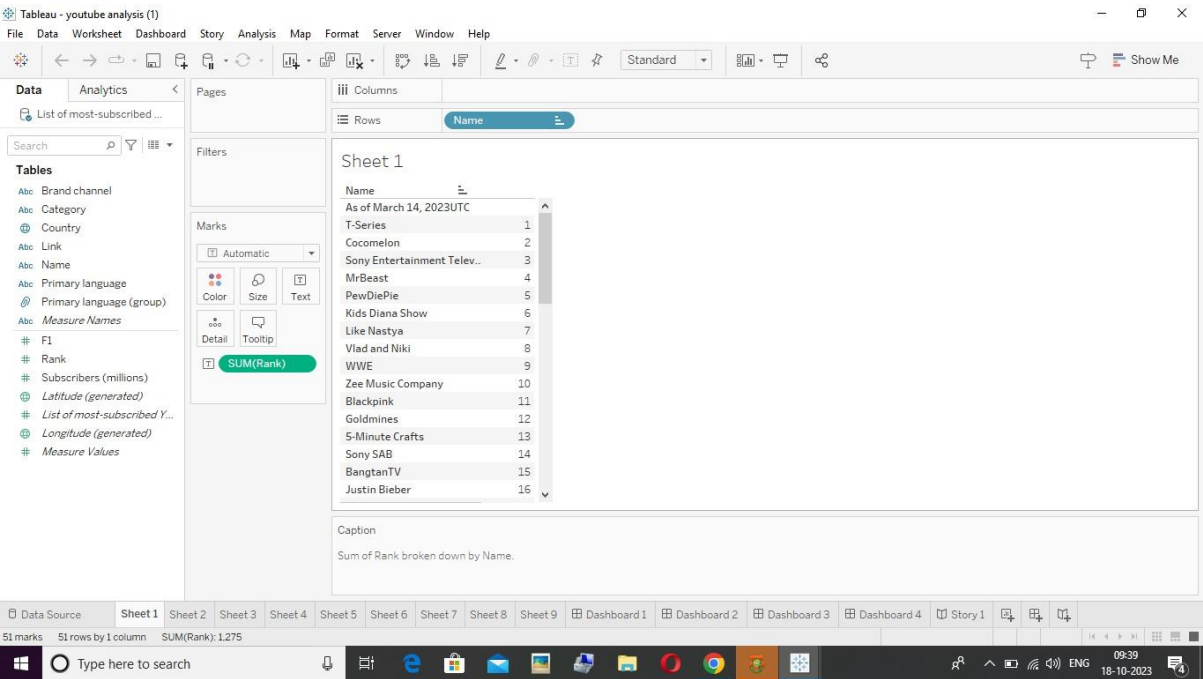 Tableau - youtube analysis (1)
File Data Worksheet Dashboard Story Analysis Map Format Server Window Help
Standard
Show Me
Data Analytics
Pages
Columns
List of most-subscribed ...
Rows Name
Search
Filters
Sheet 1
Tables
Name
Abc Brand channel
As of March 14, 2023UTC
Abc Category
T-Series 1
Country
Marks
Cocomelon 2
Abc Link
Automatic
Sony Entertainment Telev.. 3
Abc Name
MrBeast 4
Abc Primary language
Color Size Text
PewDiePie 5
Primary language (group)
Kids Diana Show 6
Abc Measure Names
Like Nastya 7
# F1
Detail Tooltip
Vlad and Niki 8
# Rank
SUM(Rank)
WWE 9
# Subscribers (millions)
Zee Music Company 10
Latitude (generated)
Blackpink 11
# List of most-subscribed Y...
Goldmines 12
Longitude (generated)
5-Minute Crafts 13
# Measure Values
Sony SAB 14
BangtanTV 15
Justin Bieber 16
Caption
Sum of Rank broken down by Name.
Data Source Sheet 1 Sheet 2 Sheet 3 Sheet 4 Sheet 5 Sheet 6 Sheet 7 Sheet 8 Sheet 9 Dashboard 1 Dashboard 2 Dashboard 3 Dashboard 4 Story 1
51 marks 51 rows by 1 column SUM(Rank): 1,275
Type here to search
ENG
09:39
18-10-2023
4